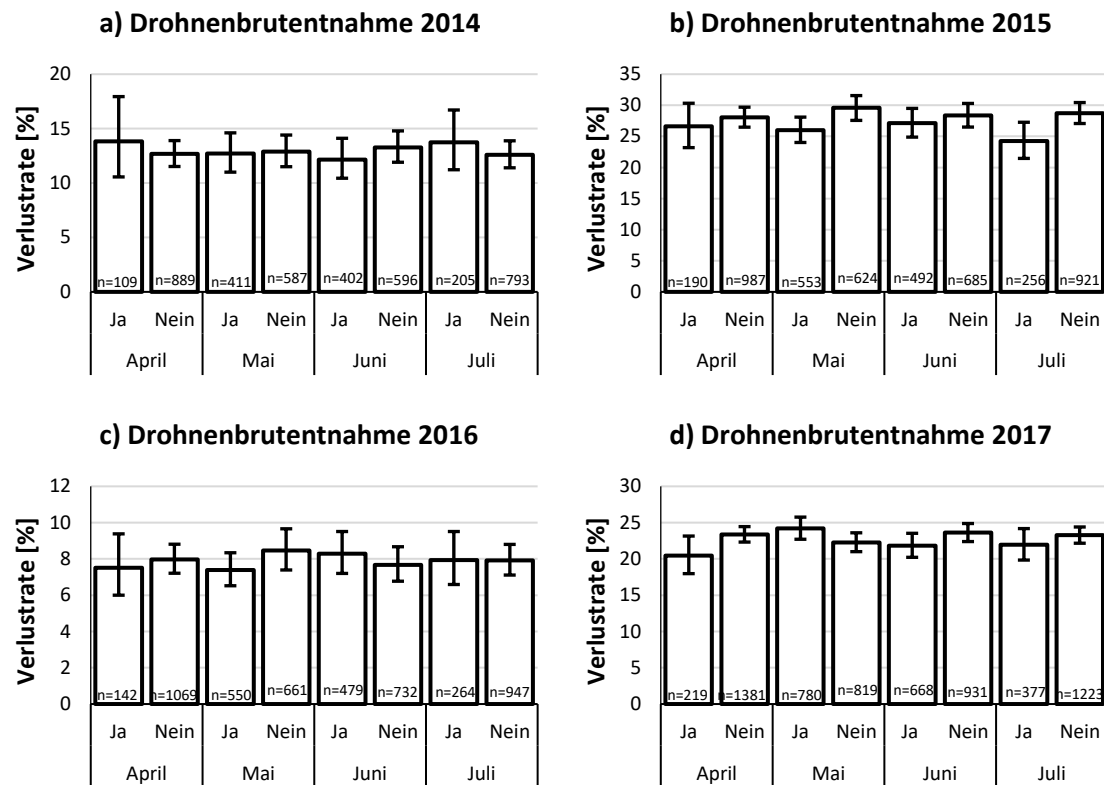 a) Drohnenbrutentnahme 2014
Verlustrate [%]
20
15
10
5
0
n=109 n=889 n=411 n=587 n=402 n=596 n=205 n=793
Ja Nein Ja Nein Ja Nein Ja Nein
April Mai Juni Juli
b) Drohnenbrutentnahme 2015
Verlustrate [%]
35
30
25
20
15
10
5
0
n=190 n=987 n=553 n=624 n=492 n=685 n=256 n=921
Ja Nein Ja Nein Ja Nein Ja Nein
April Mai Juni Juli
c) Drohnenbrutentnahme 2016
Verlustrate [%]
12
10
8
6
4
2
0
n=142 n=1069 n=550 n=661 n=479 n=732 n=264 n=947
Ja Nein Ja Nein Ja Nein Ja Nein
April Mai Juni Juli
d) Drohnenbrutentnahme 2017
Verlustrate [%]
30
25
20
15
10
5
0
n=219 n=1381 n=780 n=819 n=668 n=931 n=377 n=1223
Ja Nein Ja Nein Ja Nein Ja Nein
April Mai Juni Juli